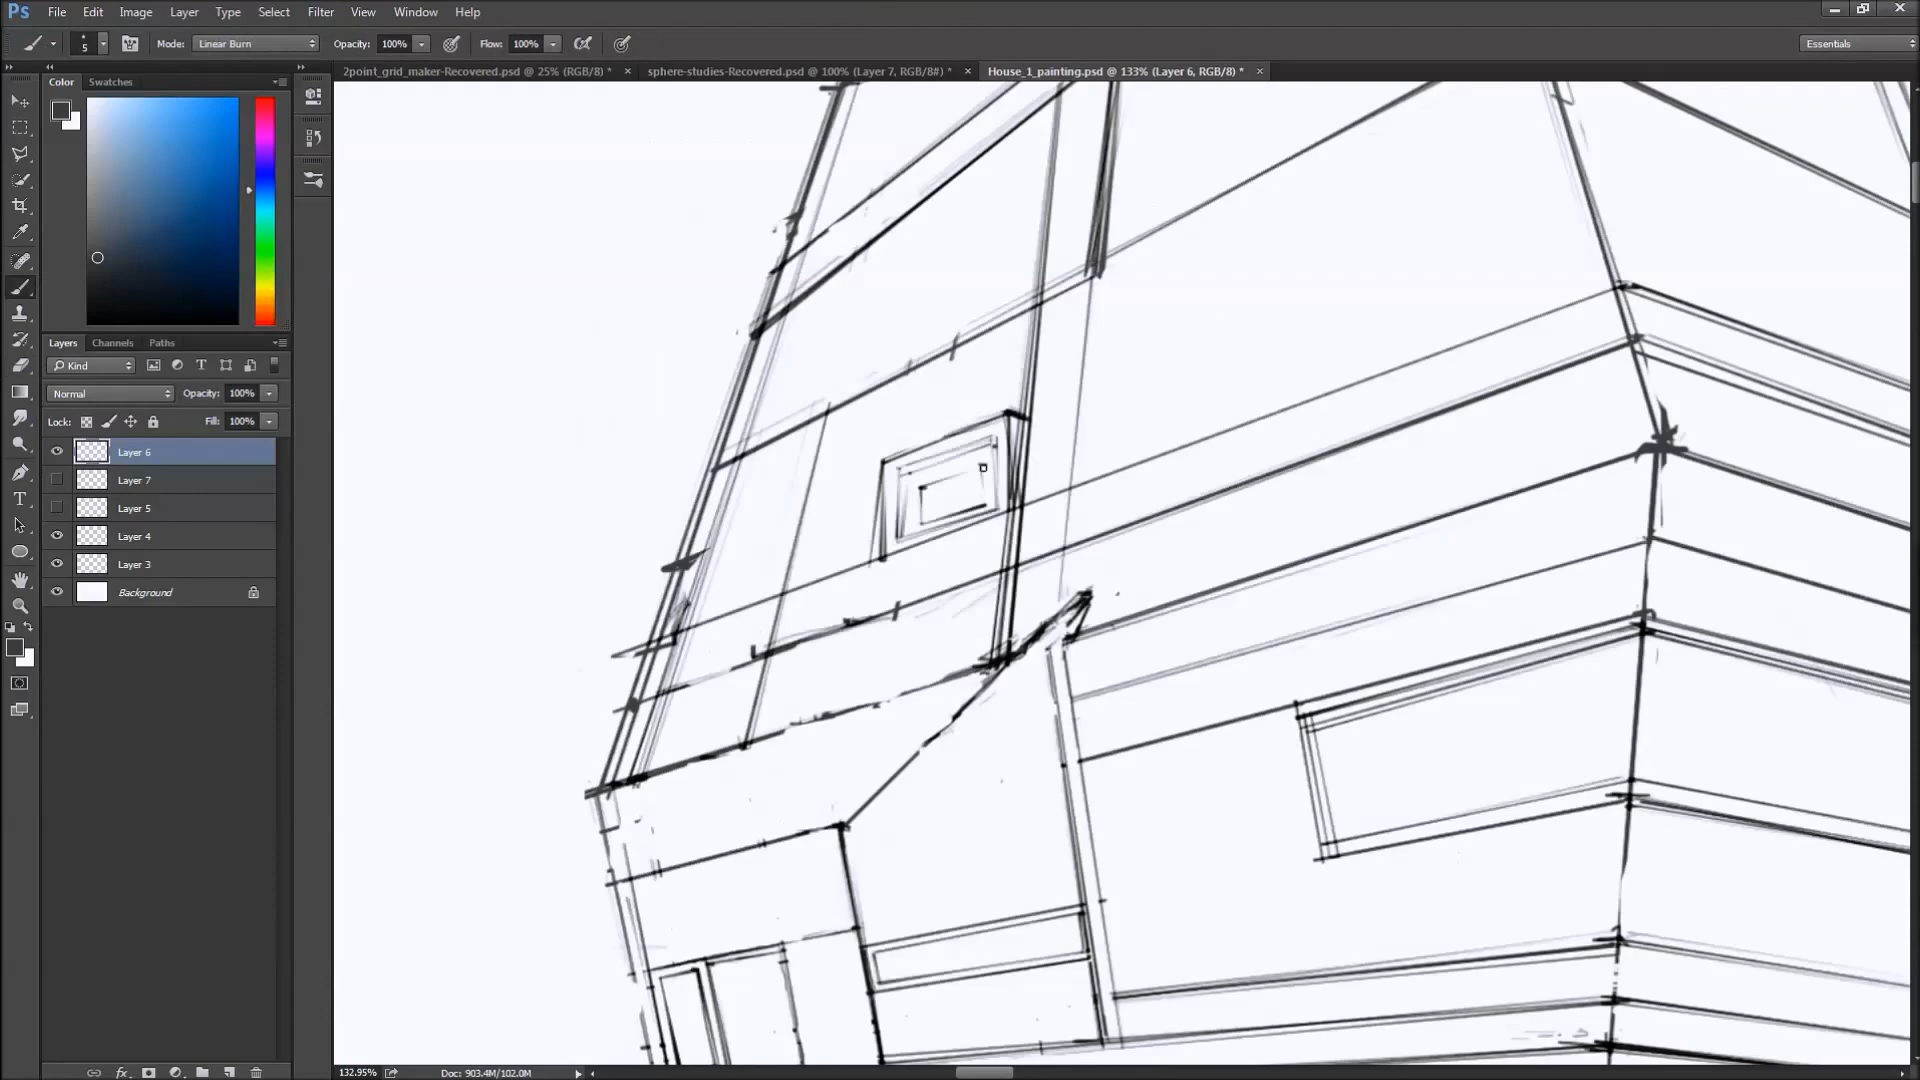 Ps File Edit Image Layer Type Select Filter View Window Help
5 Mode: Linear Burn Opacity: 100% Flow: 100% Essentials
2point_grid_maker-Recovered.psd @ 25% (RGB/8) * × sphere-studies-Recovered.psd @ 100% (Layer 7, RGB/8#) * × House_1_painting.psd @ 133% (Layer 6, RGB/8) * ×
Color Swatches
Layers Channels Paths
Kind
Normal Opacity: 100%
Lock: Fill: 100%
Layer 6
Layer 7
Layer 5
Layer 4
Layer 3
Background
132.95% Doc: 903.4M/102.0M